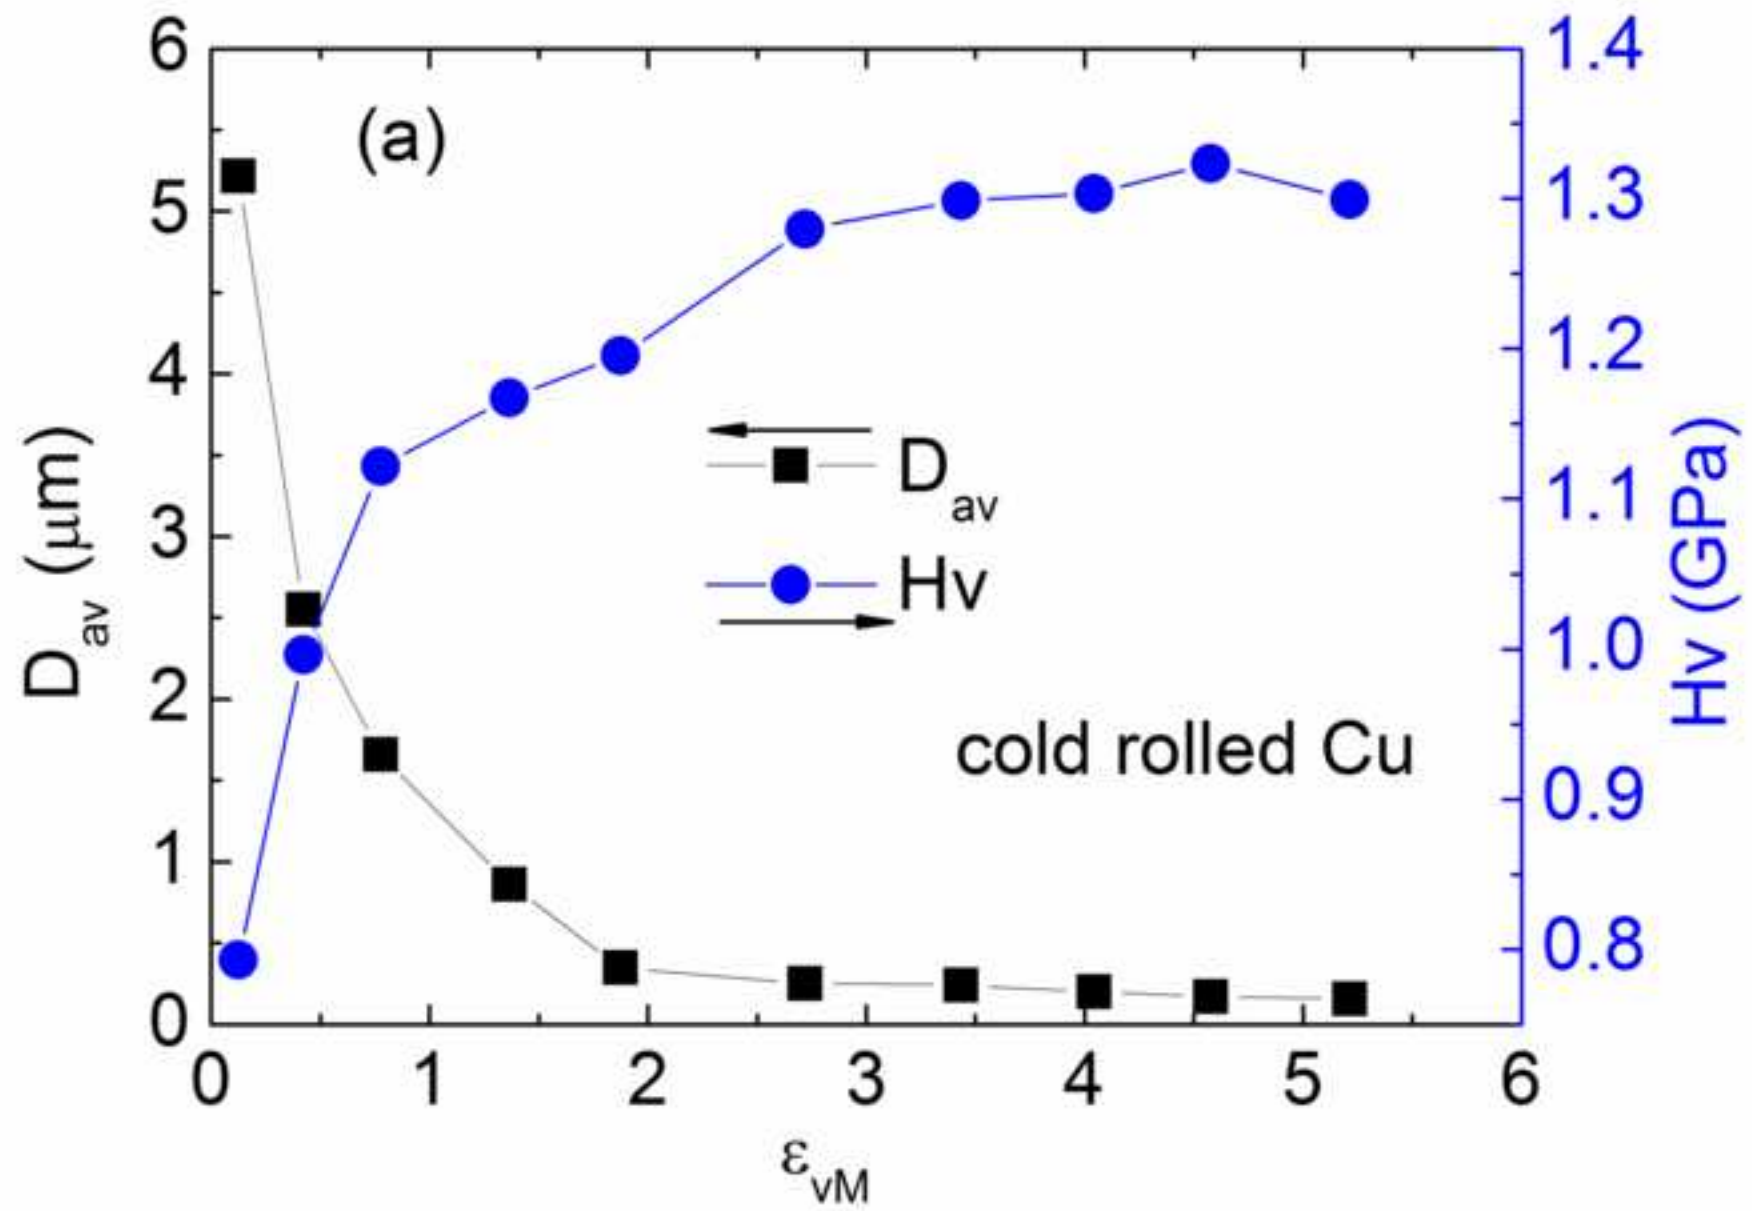 (a)
6
5
4
3
2
1
0
D_av (μm)
1.4
1.3
1.2
1.1
1.0
0.9
0.8
Hv (GPa)
D_av
Hv
cold rolled Cu
0 1 2 3 4 5 6
ε_vM